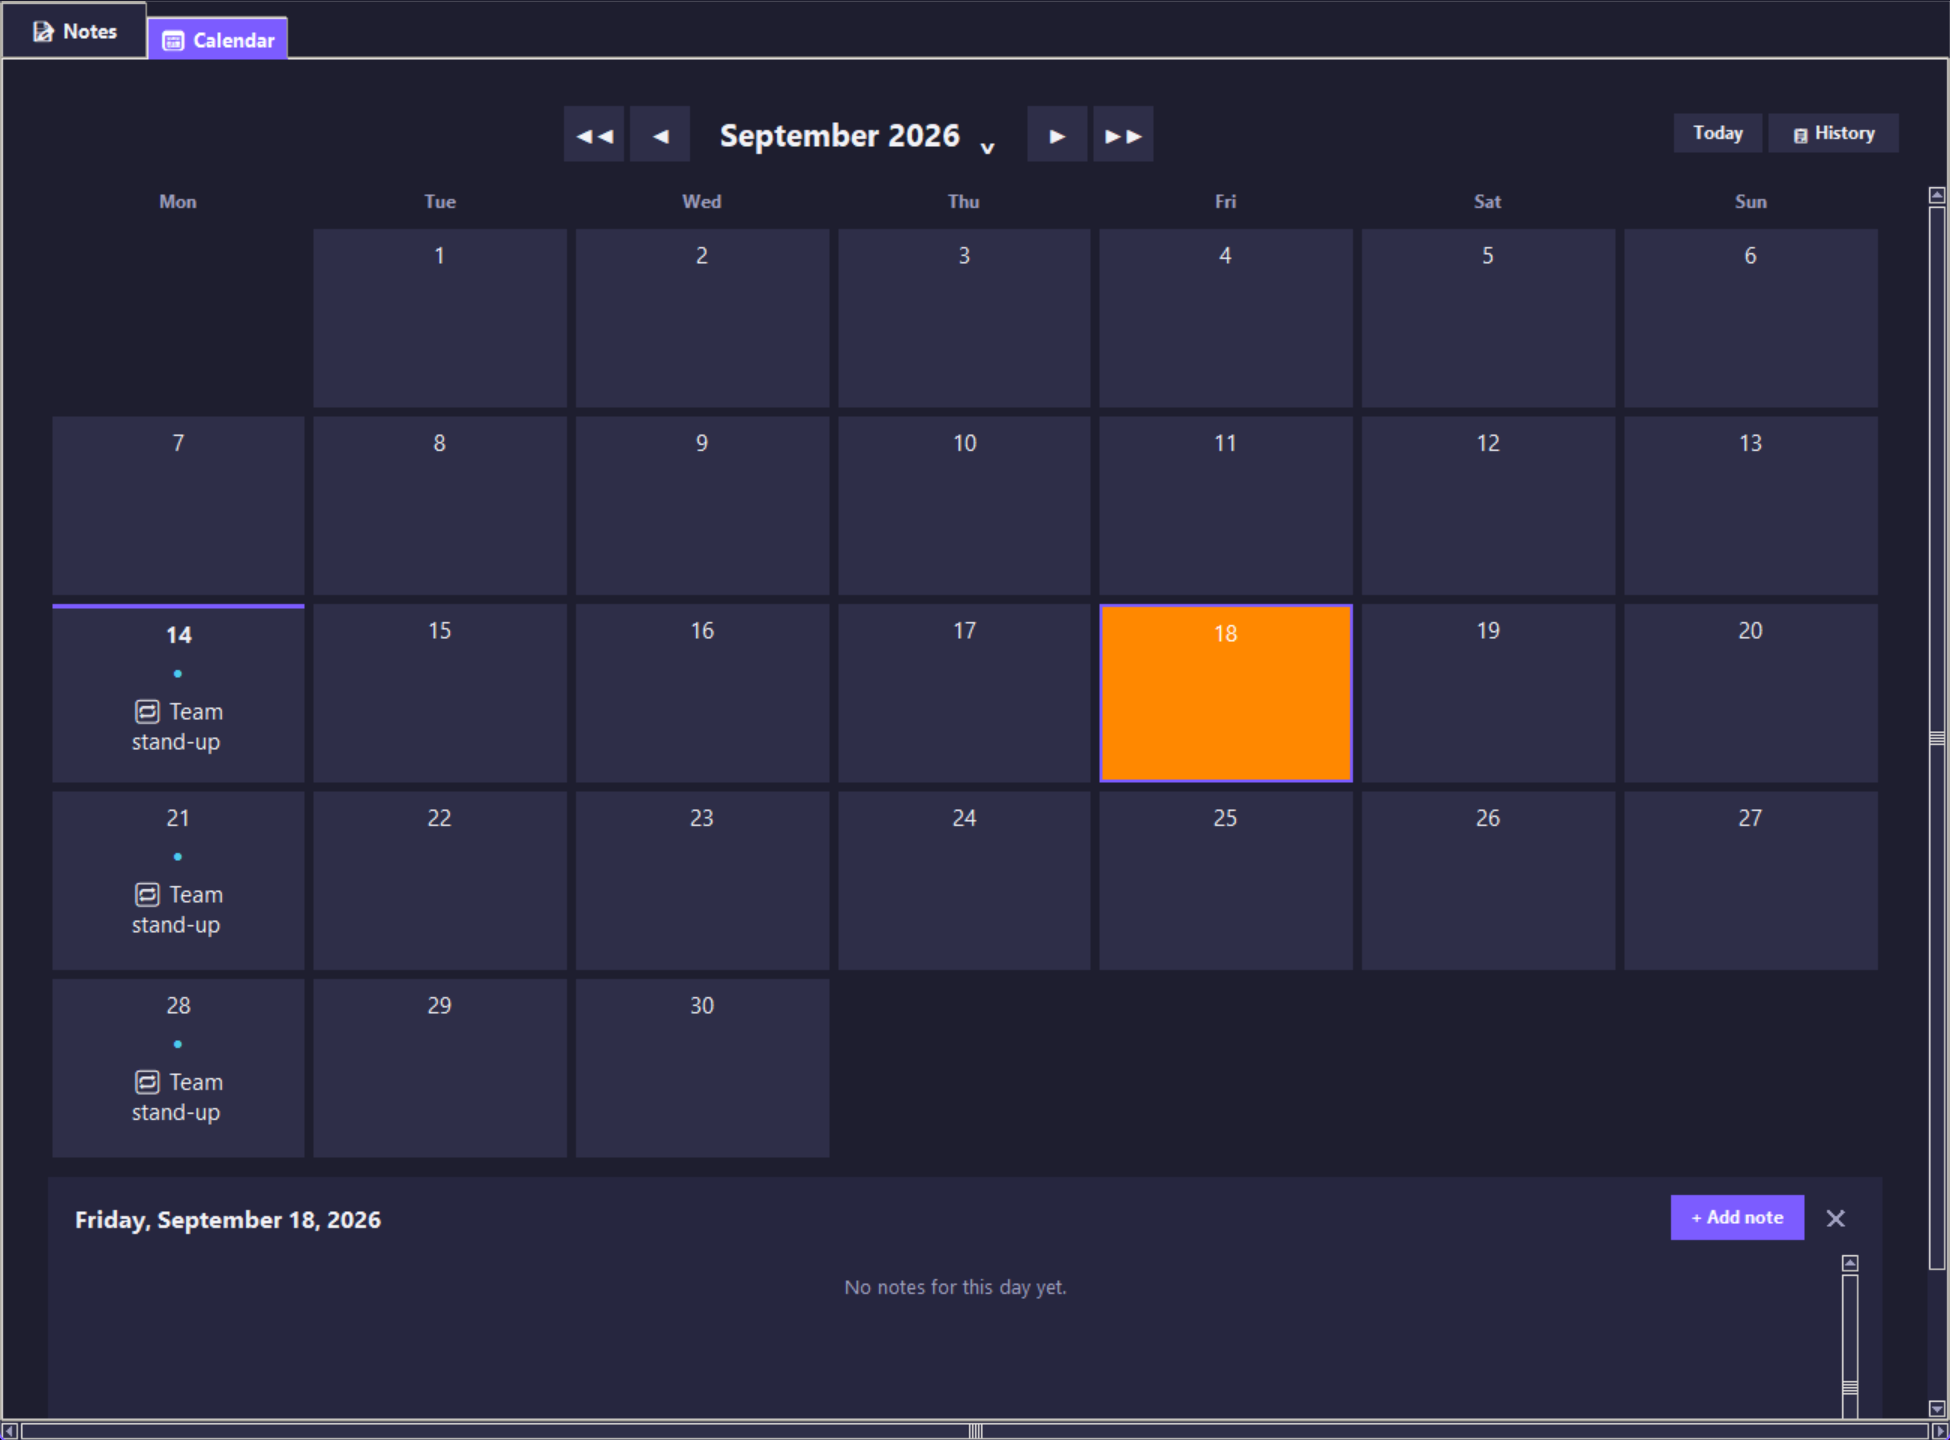 Notes
Calendar
September 2026
Today
History
Mon Tue Wed Thu Fri Sat Sun
1 2 3 4 5 6
7 8 9 10 11 12 13
14 15 16 17 18 19 20
Team
stand-up
21 22 23 24 25 26 27
Team
stand-up
28 29 30
Team
stand-up
Friday, September 18, 2026
+ Add note
No notes for this day yet.